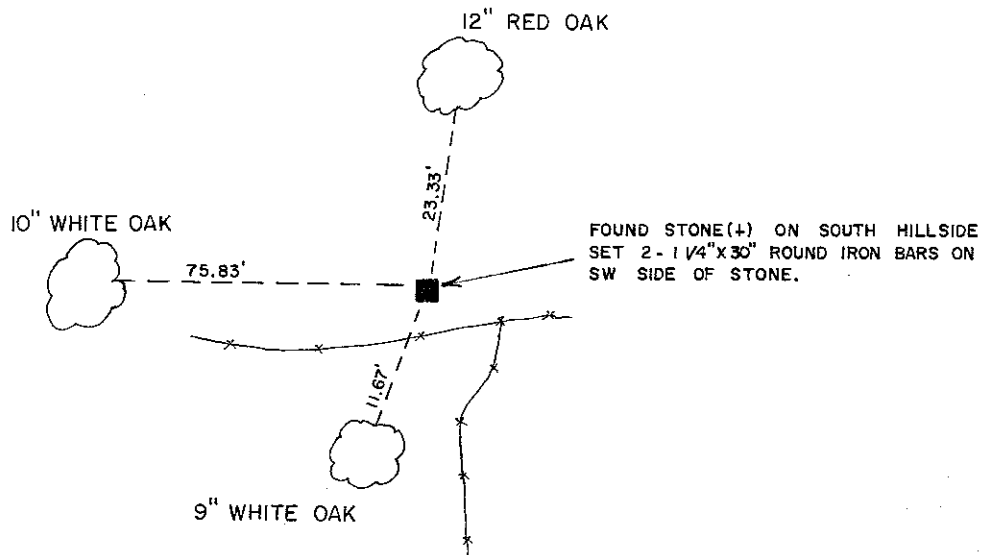 12" RED OAK
23.33'
10" WHITE OAK
75.83'
FOUND STONE(+) ON SOUTH HILLSIDE
SET 2 - 1 1/4" X 30" ROUND IRON BARS ON
SW SIDE OF STONE.
11.67'
9" WHITE OAK